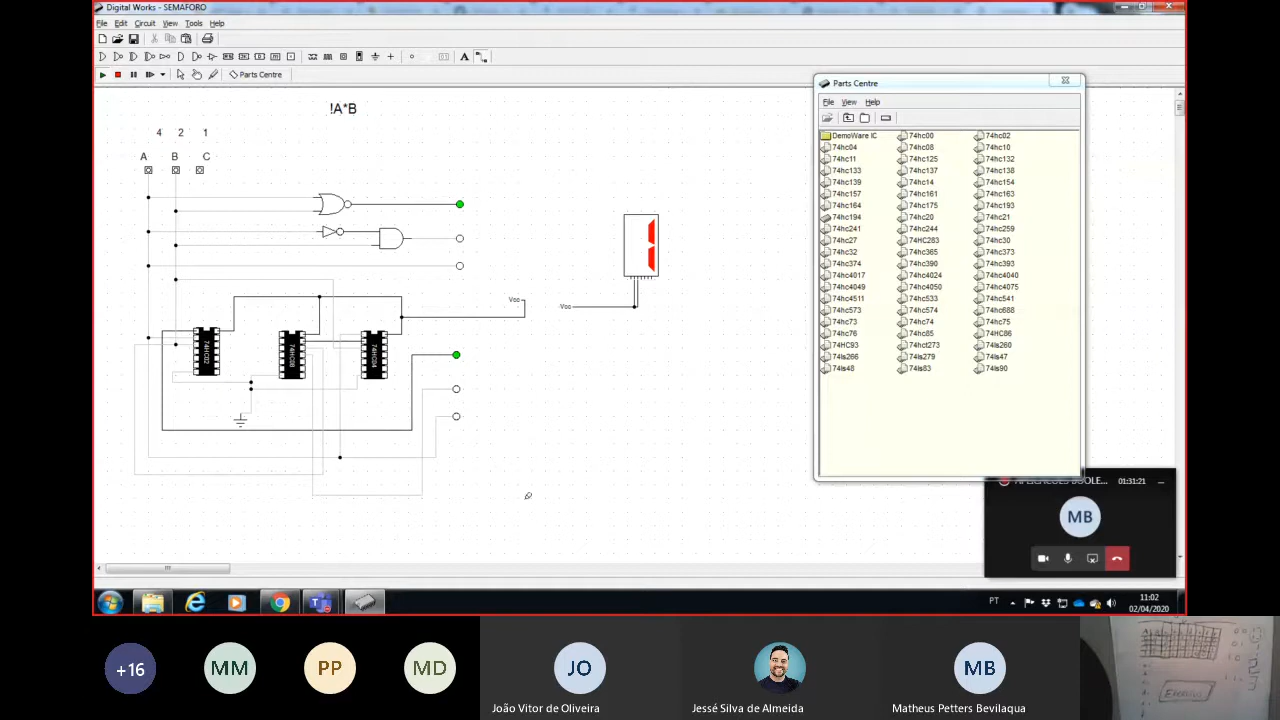 Digital Works - SEMAFORO
File Edit Circuit View Tools Help
Parts Centre
!A*B
4 2 1
A B C
Vcc
Vcc
74HC02
74HC08
74HC04
Parts Centre
File View Help
DemoWare IC 74hc00 74hc02
74hc04 74hc08 74hc10
74hc11 74hc125 74hc132
74hc133 74hc137 74hc138
74hc139 74hc14 74hc154
74hc157 74hc161 74hc163
74hc164 74hc175 74hc193
74hc194 74hc20 74hc21
74hc241 74hc244 74hc259
74hc27 74HC283 74hc30
74hc32 74hc365 74hc373
74hc374 74hc390 74hc393
74hc4017 74hc4024 74hc4040
74hc4049 74hc4050 74hc4075
74hc4511 74hc533 74hc541
74hc573 74hc574 74hc688
74hc73 74hc74 74hc75
74hc76 74hc85 74HC86
74HC93 74hct273 74ls260
74ls266 74ls279 74ls47
74ls48 74ls83 74ls90
01:31:21
MB
PT
11:02
02/04/2020
+16 MM PP MD JO MB
João Vitor de Oliveira Jessé Silva de Almeida Matheus Petters Bevilaqua